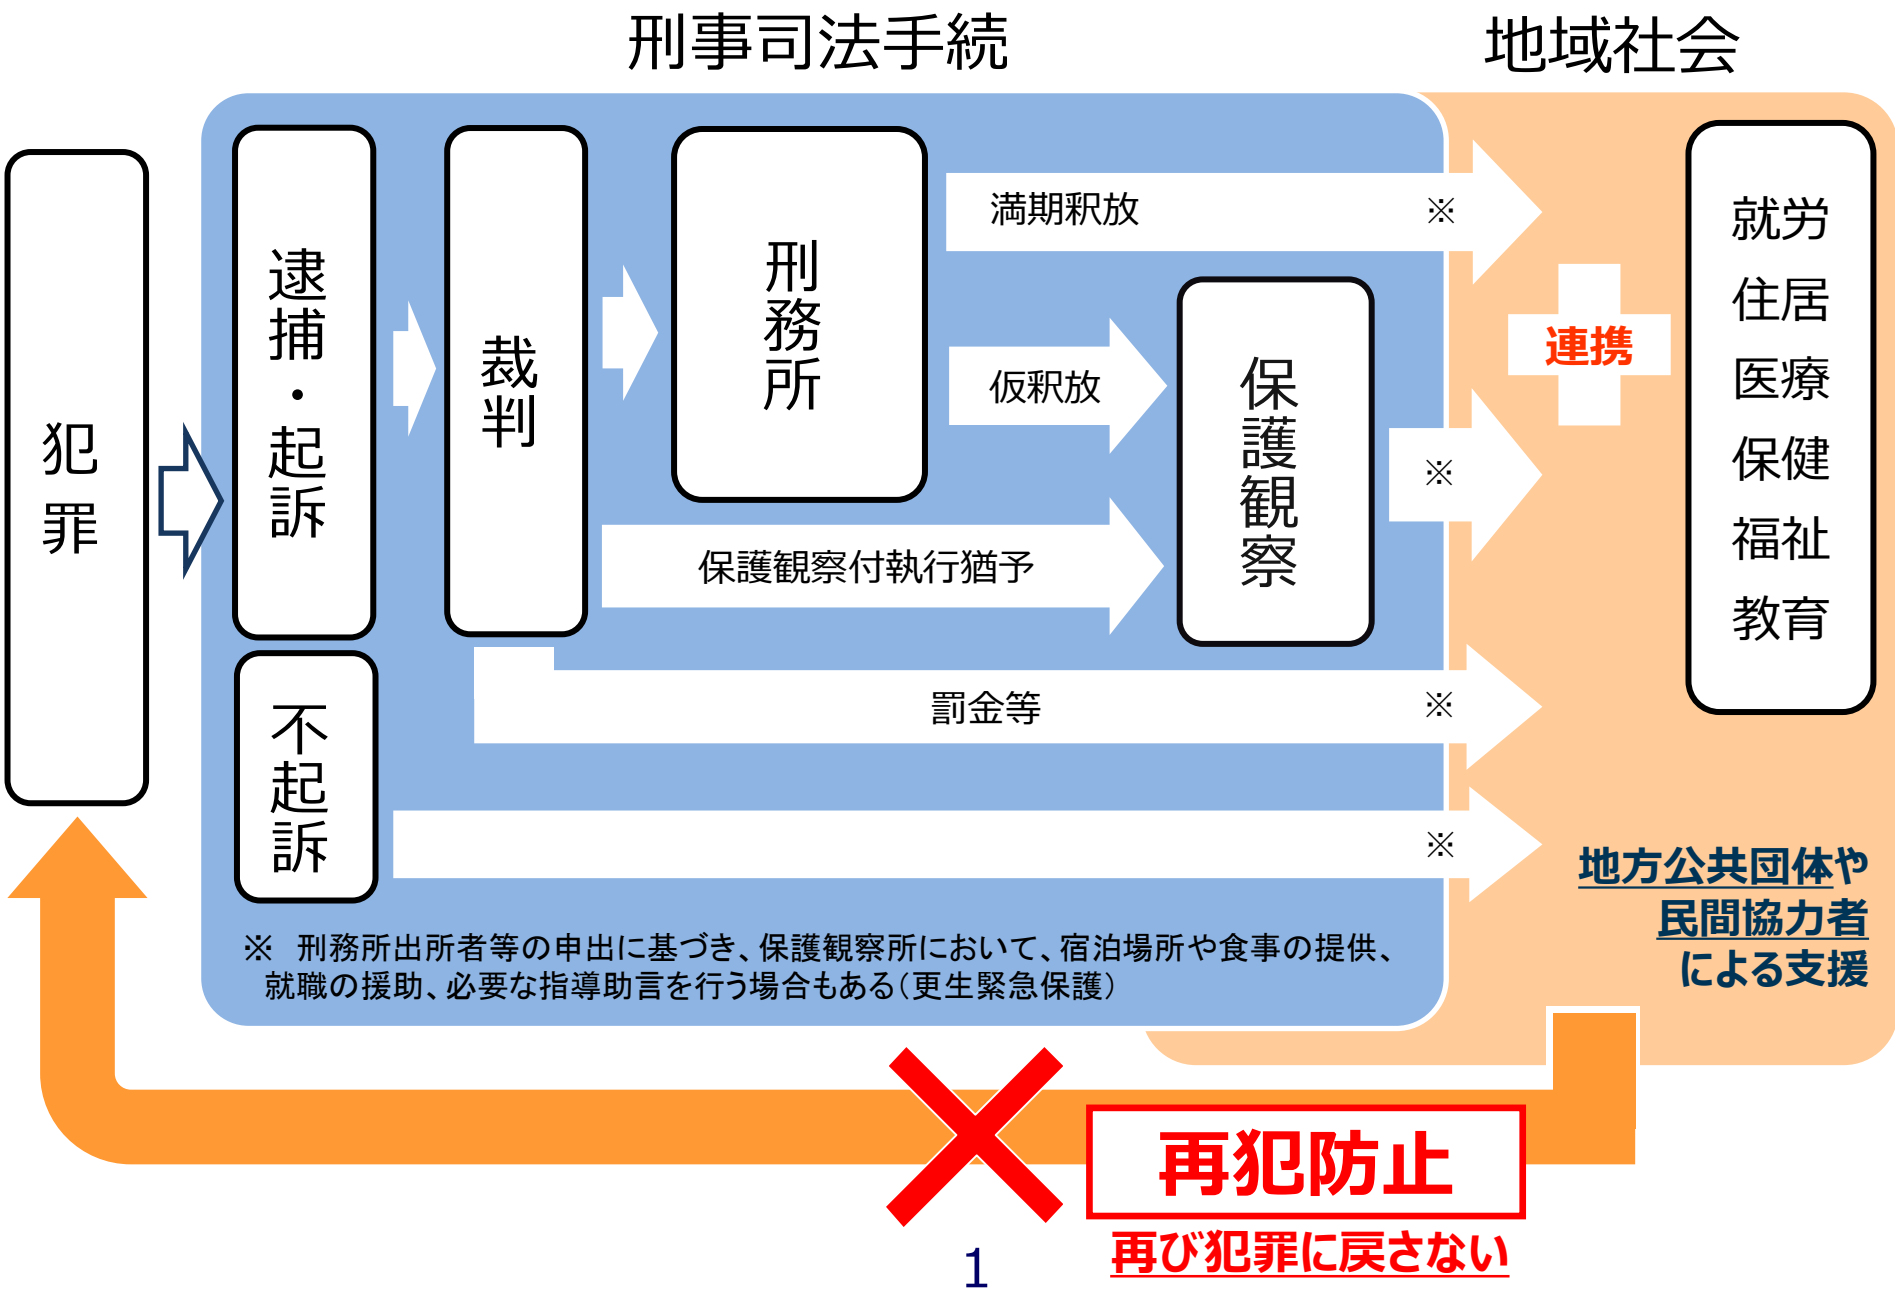 刑事司法手続
地域社会
犯罪
逮捕・起訴
不起訴
裁判
刑務所
満期釈放 ※
仮釈放
保護観察付執行猶予
保護観察
※
罰金等 ※
※
連携
就労
住居
医療
保健
福祉
教育
地方公共団体や
民間協力者
による支援
※ 刑務所出所者等の申出に基づき、保護観察所において、宿泊場所や食事の提供、
就職の援助、必要な指導助言を行う場合もある（更生緊急保護）
再犯防止
再び犯罪に戻さない
1